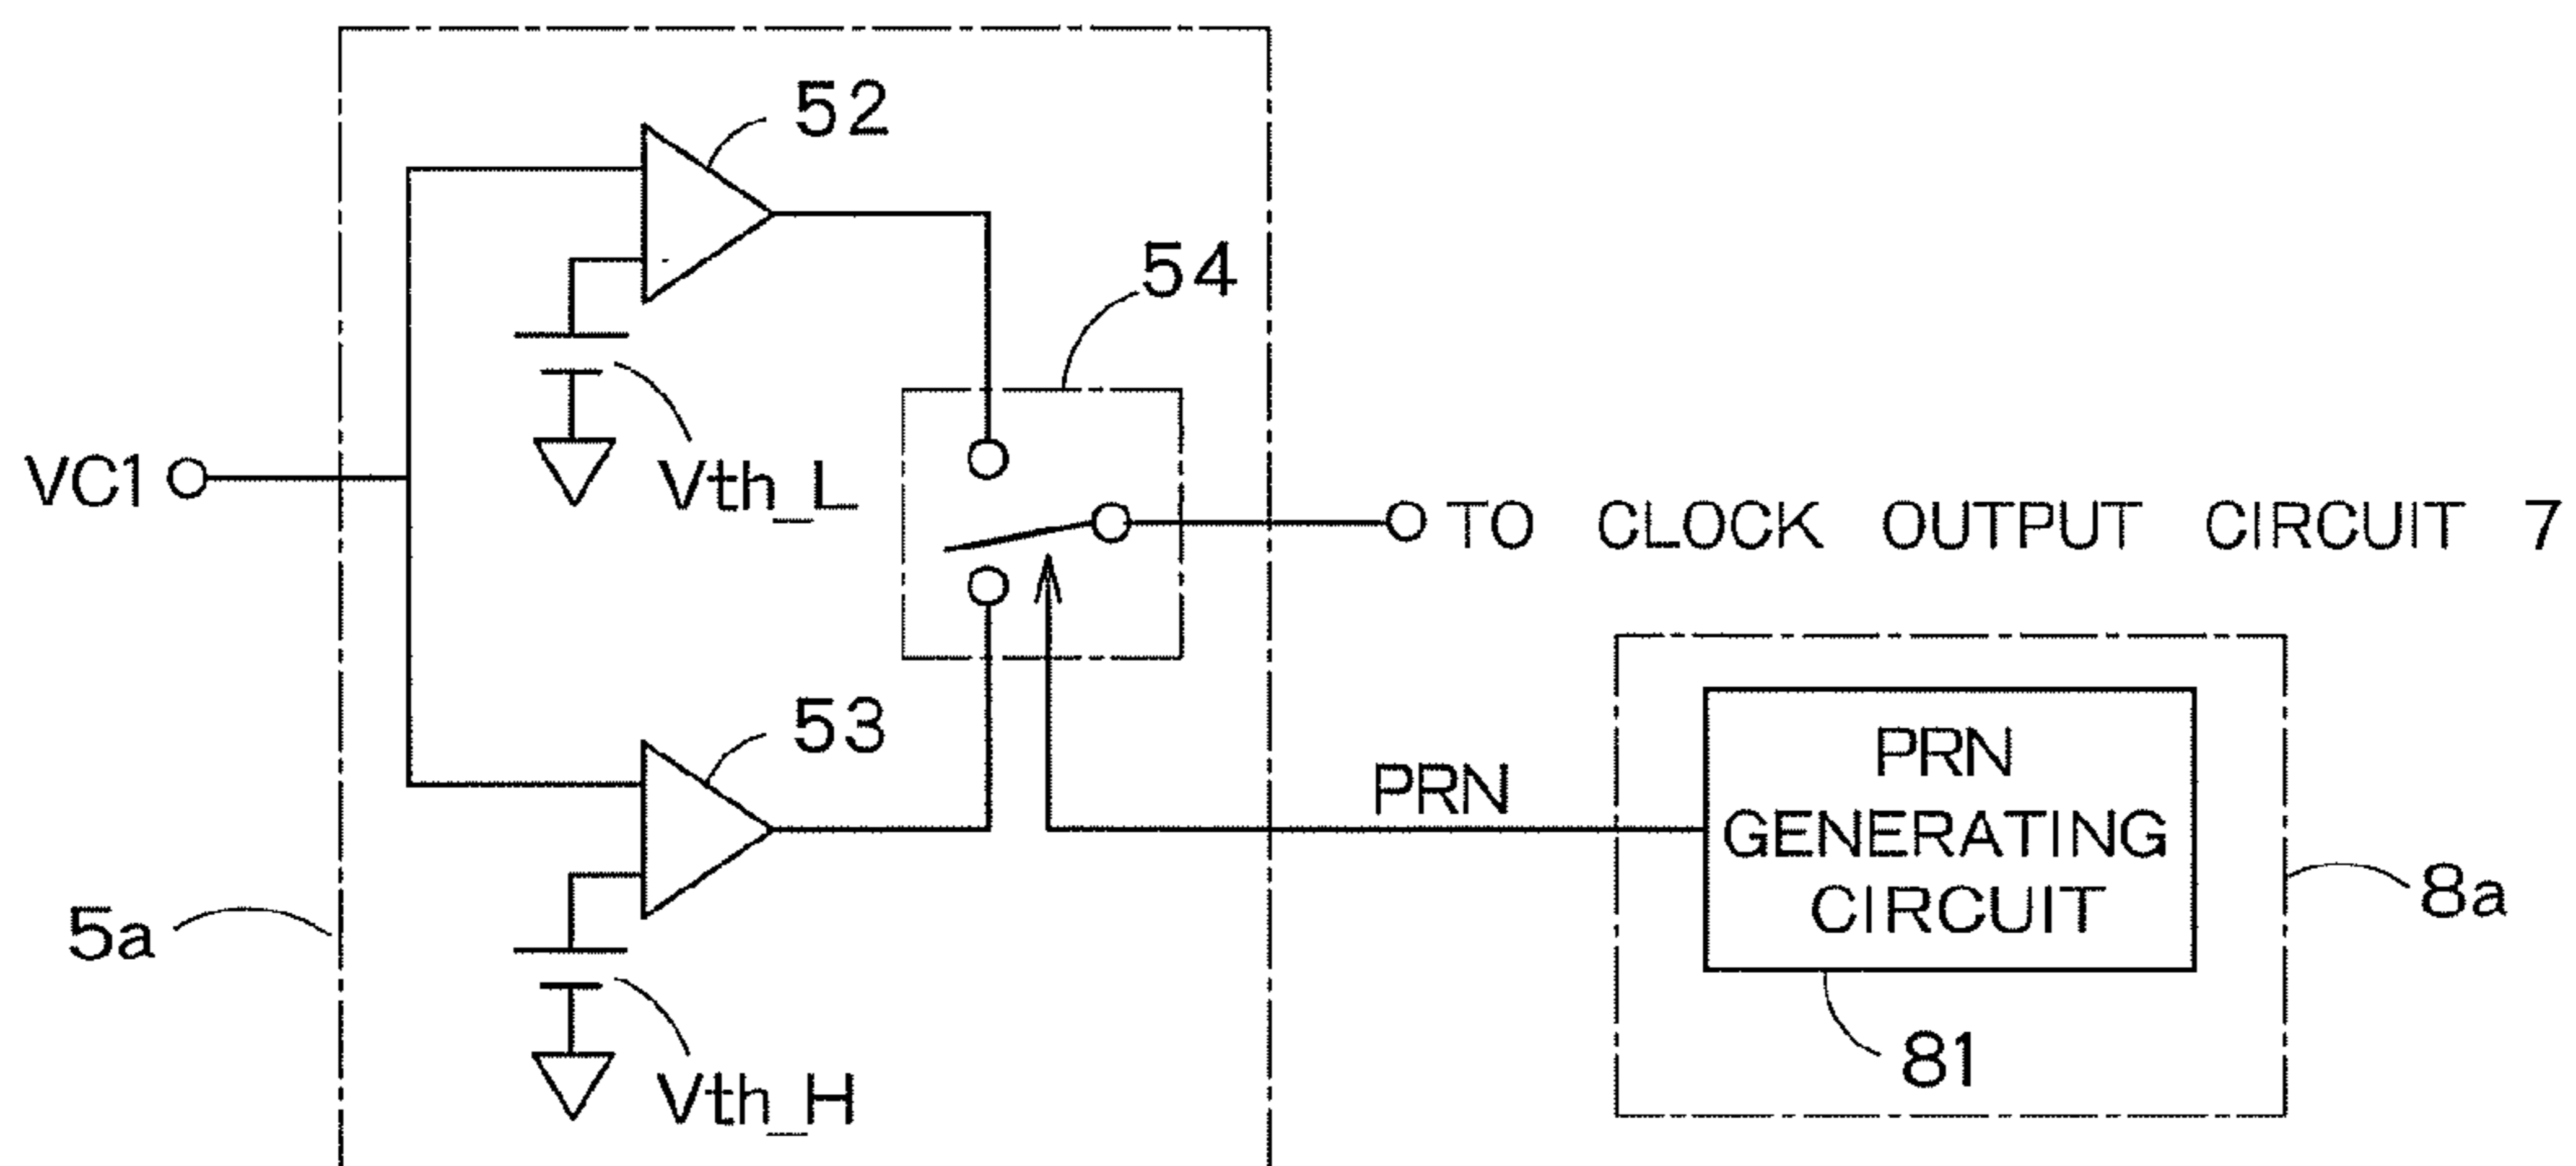 52
54
VC1
Vth_L
TO CLOCK OUTPUT CIRCUIT 7
53
PRN
PRN
GENERATING
CIRCUIT
5a
8a
81
Vth_H